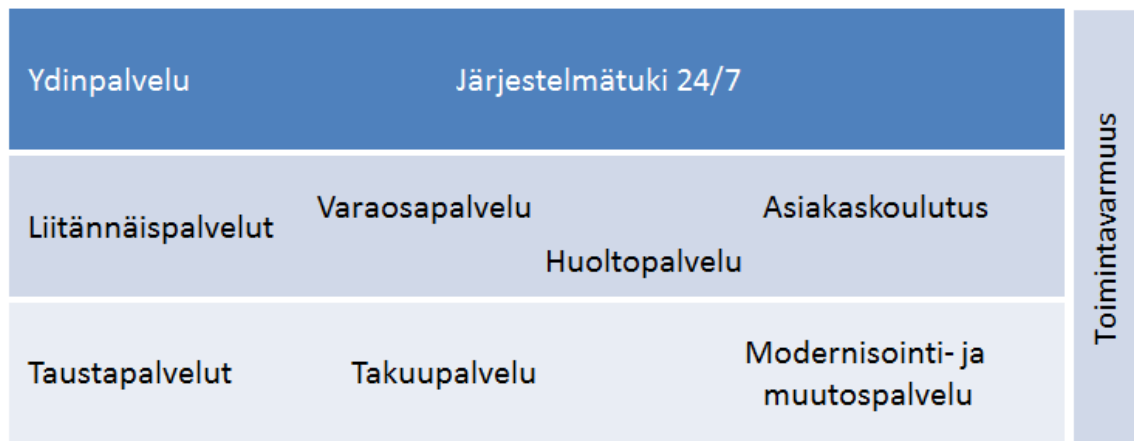 Ydinpalvelu
Järjestelmätuki 24/7
Liitännäispalvelut
Varaosapalvelu
Asiakaskoulutus
Huoltopalvelu
Taustapalvelut
Takuupalvelu
Modernisointi- ja
muutospalvelu
Toimintavarmuus